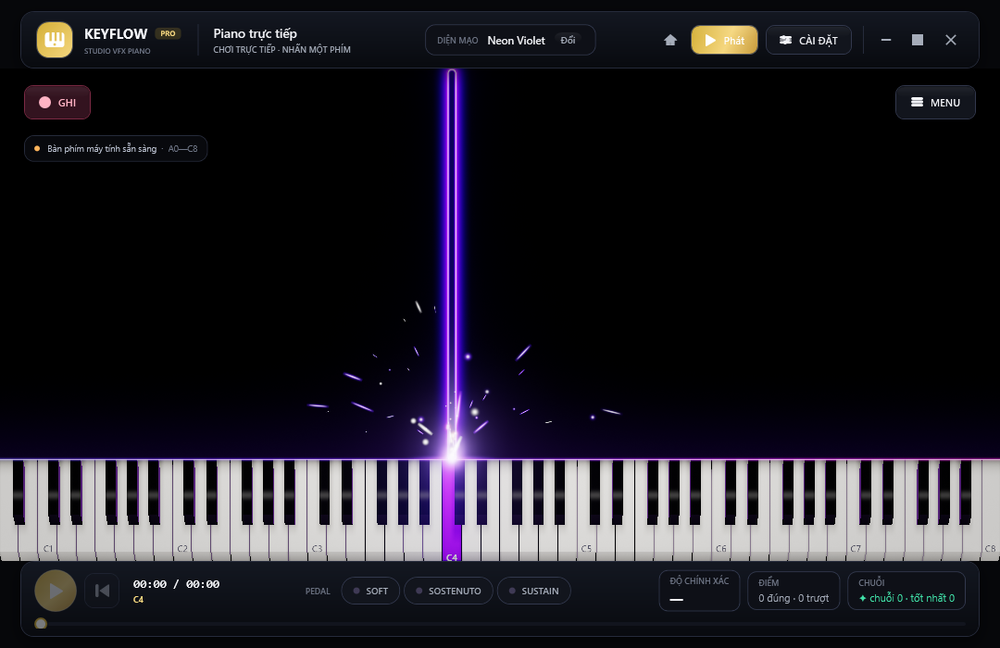 KEYFLOW PRO
STUDIO VFX PIANO
Piano trực tiếp
CHƠI TRỰC TIẾP · NHẤN MỘT PHÍM
DIỆN MẠO Neon Violet Đổi
Phát
CÀI ĐẶT
GHI
MENU
Bàn phím máy tính sẵn sàng · A0—C8
C1 C2 C3 C4 C5 C6 C7 C8
00:00 / 00:00
C4
PEDAL SOFT SOSTENUTO SUSTAIN
ĐỘ CHÍNH XÁC
—
ĐIỂM
0 đúng · 0 trượt
CHUỖI
✦ chuỗi 0 · tốt nhất 0